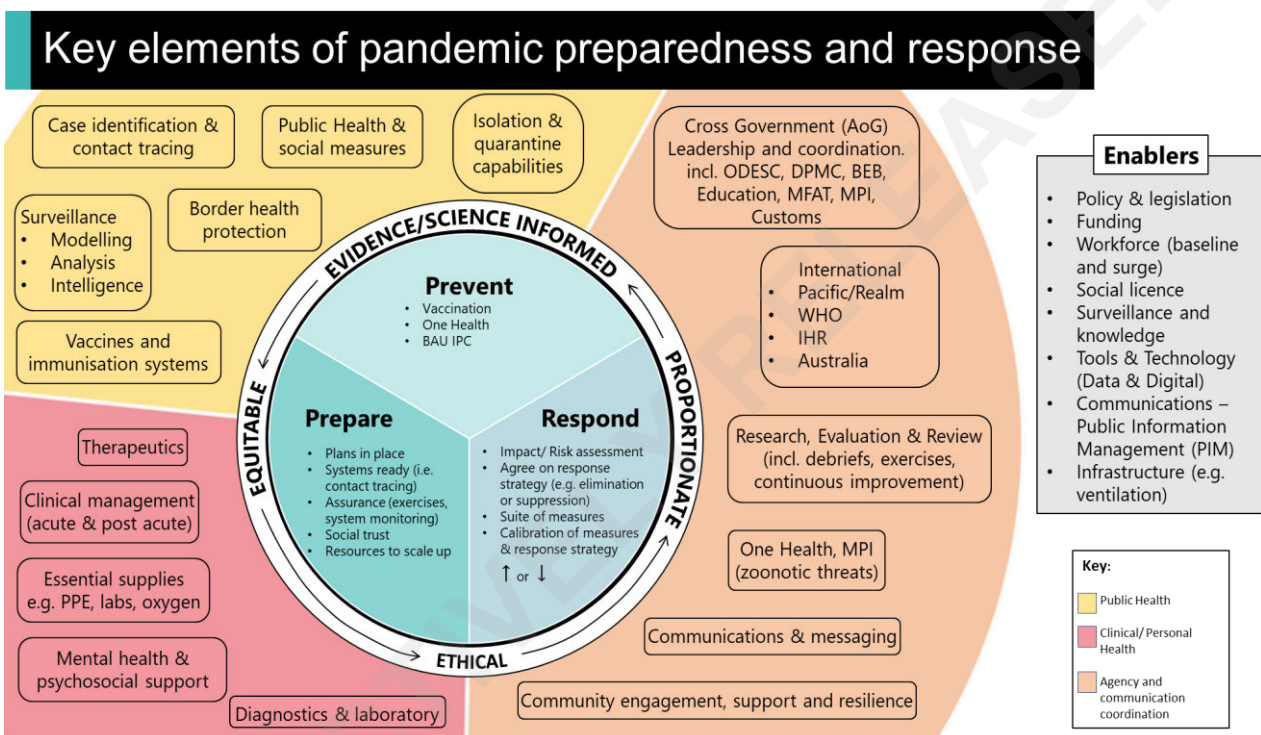 Key elements of pandemic preparedness and response
Case identification &
contact tracing
Public Health &
social measures
Isolation &
quarantine
capabilities
Surveillance
• Modelling
• Analysis
• Intelligence
Border health
protection
Vaccines and
immunisation systems
Therapeutics
Clinical management
(acute & post acute)
Essential supplies
e.g. PPE, labs, oxygen
Mental health &
psychosocial support
Diagnostics & laboratory
EVIDENCE/SCIENCE INFORMED
EQUITABLE
PROPORTIONATE
ETHICAL
Prevent
• Vaccination
• One Health
• BAU IPC
Prepare
• Plans in place
• Systems ready (i.e.
contact tracing)
• Assurance (exercises,
system monitoring)
• Social trust
• Resources to scale up
Respond
• Impact/ Risk assessment
• Agree on response
strategy (e.g. elimination
or suppression)
• Suite of measures
• Calibration of measures
& response strategy
↑ or ↓
Cross Government (AoG)
Leadership and coordination.
incl. ODESC, DPMC, BEB,
Education, MFAT, MPI,
Customs
International
• Pacific/Realm
• WHO
• IHR
• Australia
Research, Evaluation & Review
(incl. debriefs, exercises,
continuous improvement)
One Health, MPI
(zoonotic threats)
Communications & messaging
Community engagement, support and resilience
Enablers
• Policy & legislation
• Funding
• Workforce (baseline
and surge)
• Social licence
• Surveillance and
knowledge
• Tools & Technology
(Data & Digital)
• Communications –
Public Information
Management (PIM)
• Infrastructure (e.g.
ventilation)
Key:
Public Health
Clinical/ Personal
Health
Agency and
communication
coordination